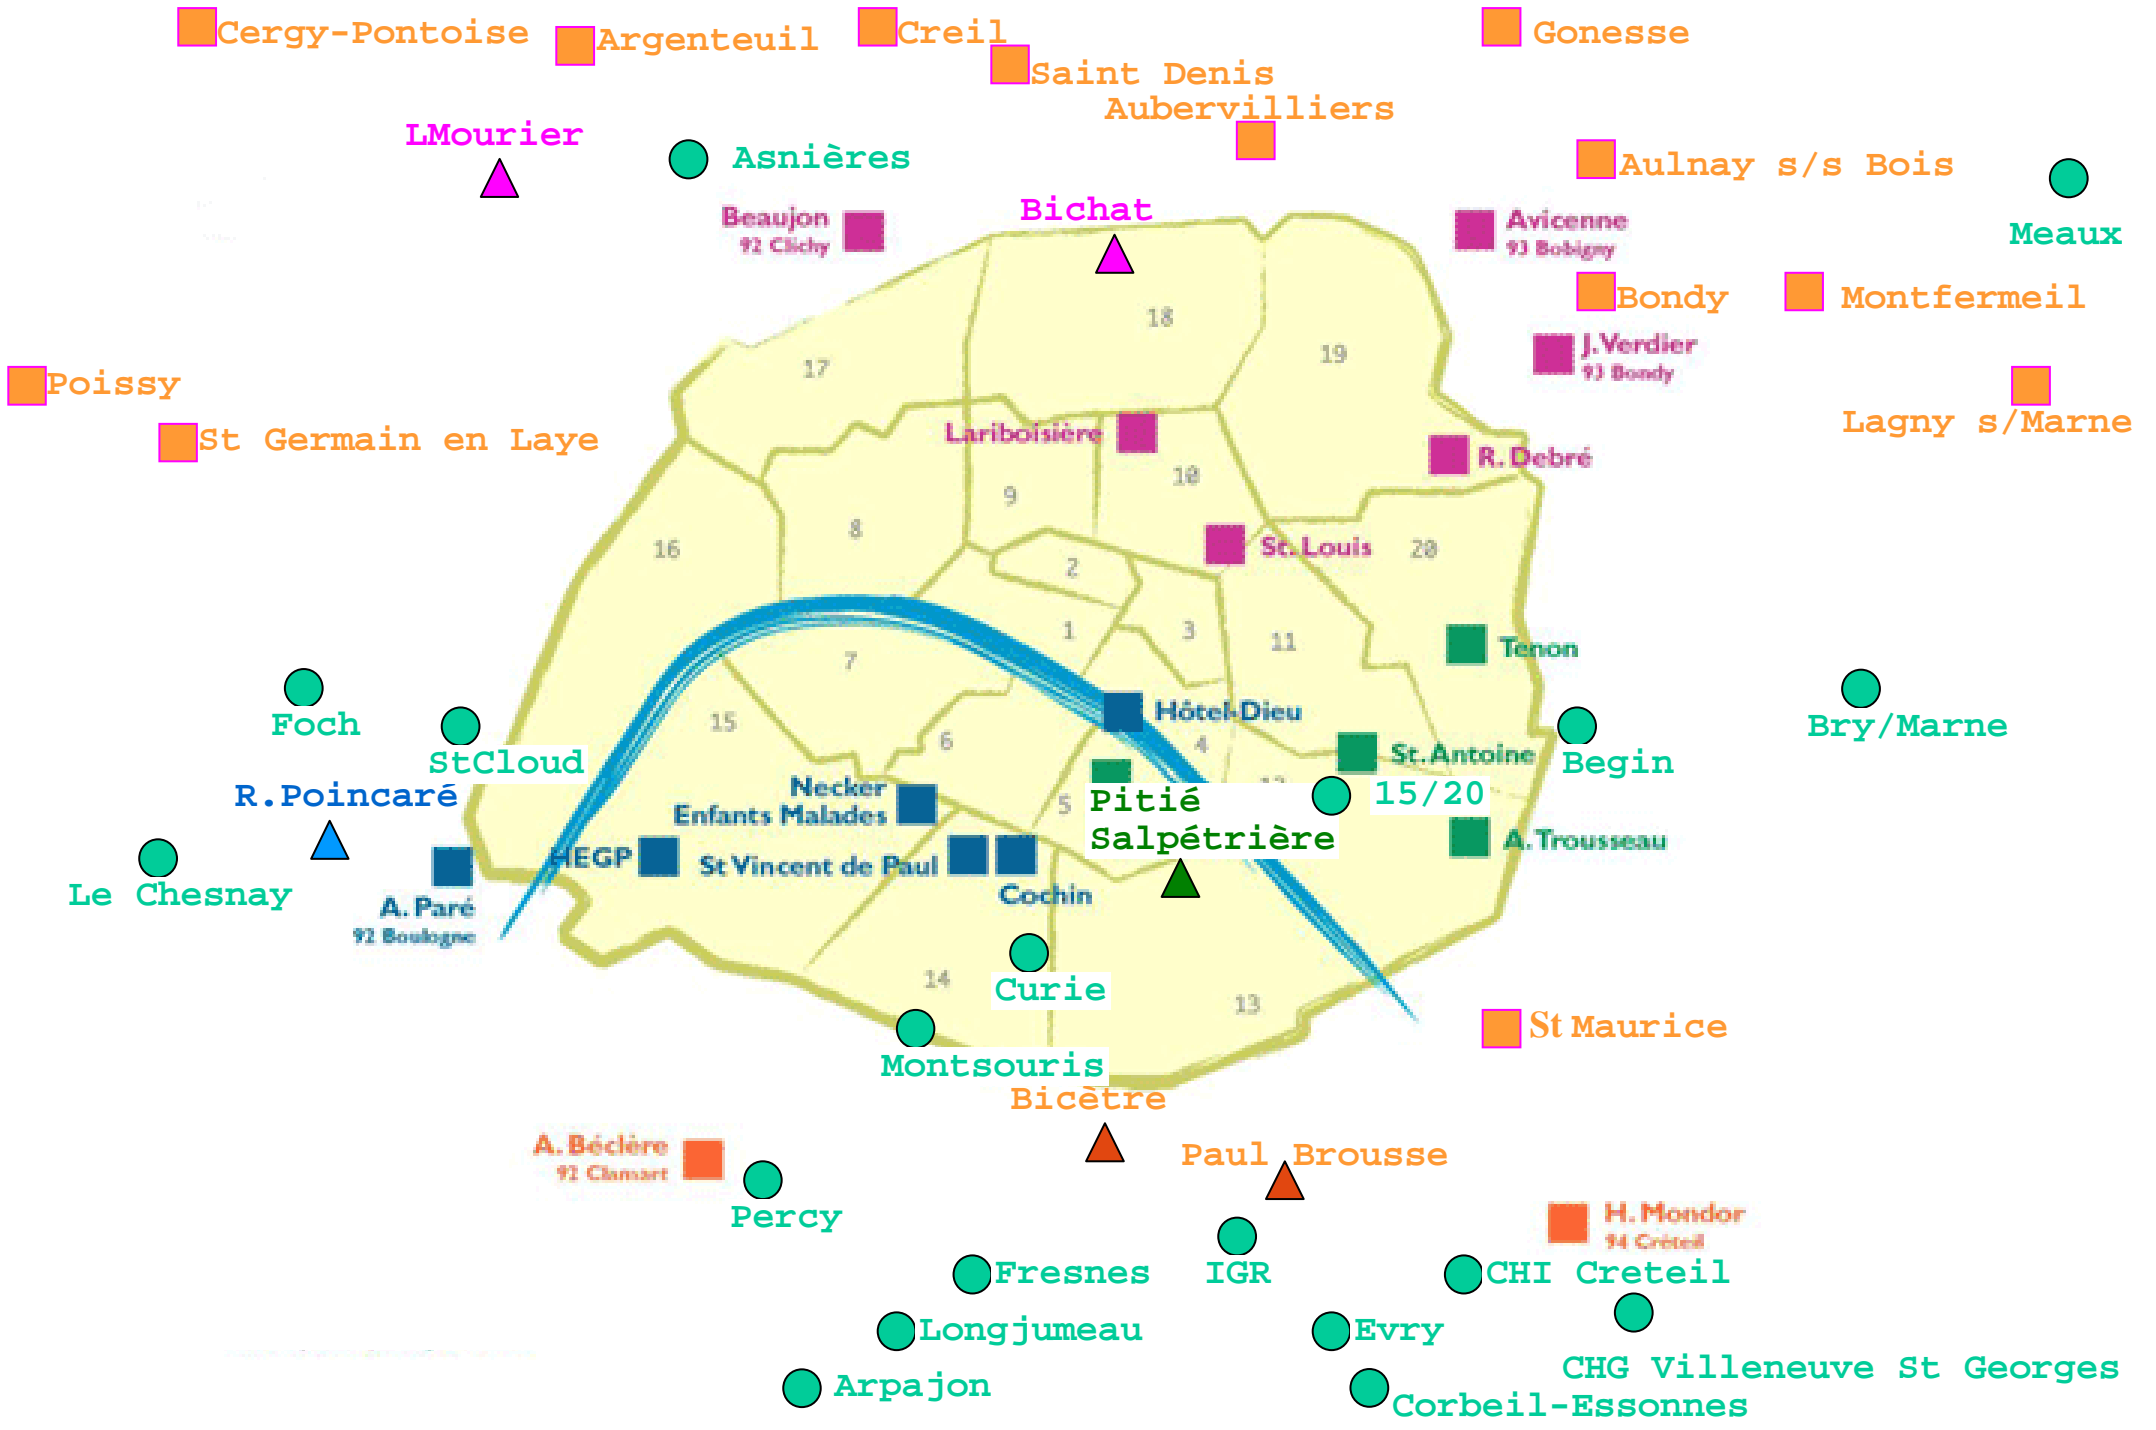 Cergy-Pontoise
Argenteuil
Creil
Gonesse
Saint Denis
Aubervilliers
LMourier
Asnières
Aulnay s/s Bois
Meaux
Bichat
Beaujon
92 Clichy
Avicenne
93 Bobigny
Bondy
Montfermeil
18
19
17
J.Verdier
93 Bondy
Poissy
St Germain en Laye
Lagny s/Marne
Lariboisière
R. Debré
10
9
8
16
St. Louis
20
2
1
3
11
7
Tenon
Foch
StCloud
15
6
Hôtel-Dieu
4
St. Antoine
Begin
Bry/Marne
R.Poincaré
Necker
Enfants Malades
5
Pitié
Salpétrière
15/20
A. Trousseau
Le Chesnay
HEGP
St Vincent de Paul
Cochin
A. Paré
92 Boulogne
14
Curie
13
St Maurice
Montsouris
Bicètre
A. Béclère
92 Clamart
Paul Brousse
Percy
H. Mondor
94 Créteil
Fresnes
IGR
CHI Creteil
Longjumeau
Evry
CHG Villeneuve St Georges
Arpajon
Corbeil-Essonnes